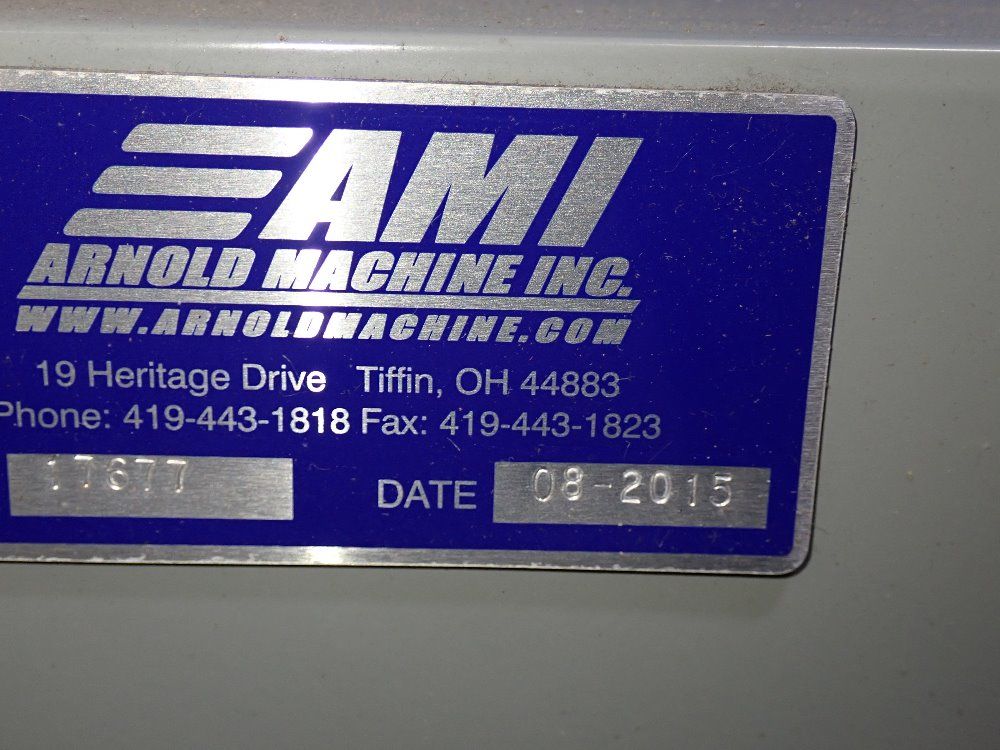 AMI
ARNOLD MACHINE INC.
WWW.ARNOLDMACHINE.COM
19 Heritage Drive Tiffin, OH 44883
Phone: 419-443-1818 Fax: 419-443-1823
17677 DATE 08-2015